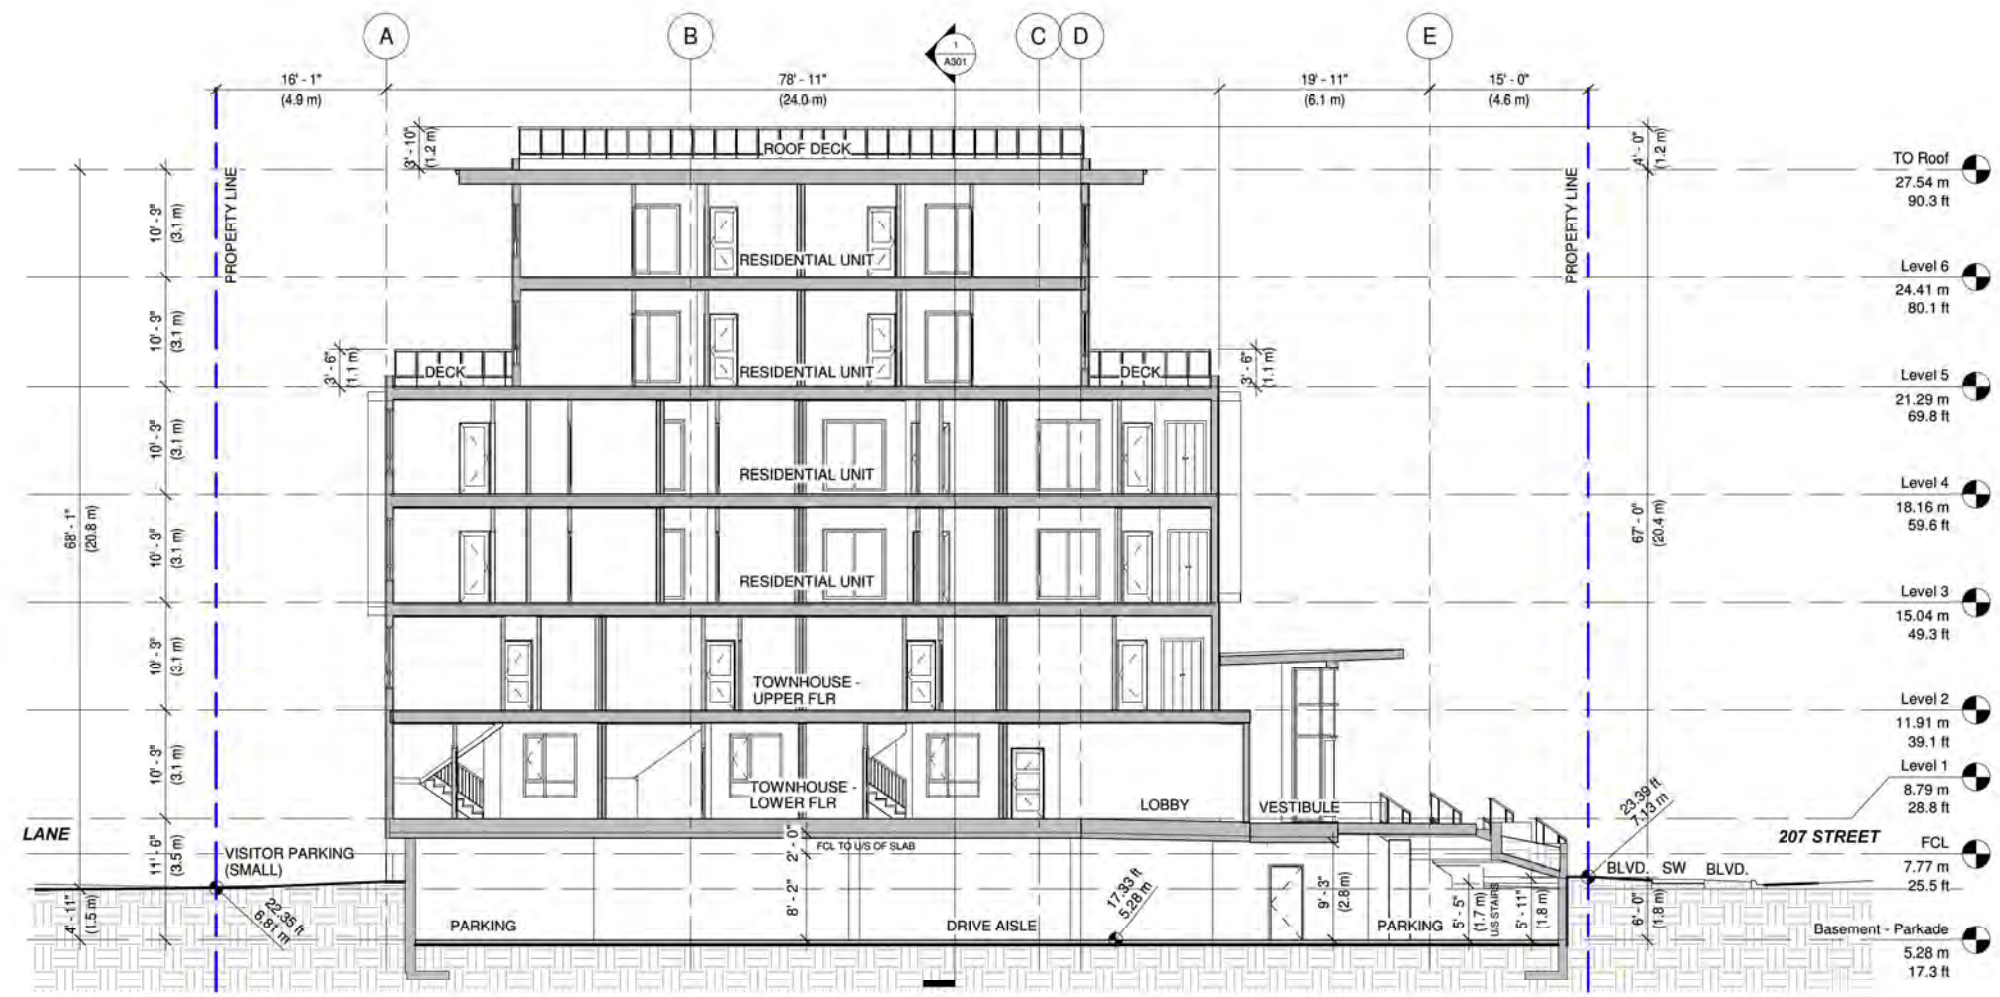 A
B
1
A301
C
D
E
16' - 1"
(4.9 m)
78' - 11"
(24.0 m)
19' - 11"
(6.1 m)
15' - 0"
(4.6 m)
3' - 10"
(1.2 m)
ROOF DECK
4' - 0"
(1.2 m)
TO Roof
27.54 m
90.3 ft
PROPERTY LINE
PROPERTY LINE
10' - 3"
(3.1 m)
RESIDENTIAL UNIT
Level 6
24.41 m
80.1 ft
10' - 3"
(3.1 m)
3' - 6"
(1.1 m)
DECK
RESIDENTIAL UNIT
DECK
3' - 6"
(1.1 m)
Level 5
21.29 m
69.8 ft
10' - 3"
(3.1 m)
RESIDENTIAL UNIT
Level 4
18.16 m
59.6 ft
68' - 1"
(20.8 m)
10' - 3"
(3.1 m)
RESIDENTIAL UNIT
67' - 0"
(20.4 m)
Level 3
15.04 m
49.3 ft
10' - 3"
(3.1 m)
TOWNHOUSE -
UPPER FLR
Level 2
11.91 m
39.1 ft
10' - 3"
(3.1 m)
TOWNHOUSE -
LOWER FLR
LOBBY
VESTIBULE
23.39 ft
7.13 m
Level 1
8.79 m
28.8 ft
LANE
207 STREET
11' - 6"
(3.5 m)
VISITOR PARKING
(SMALL)
2' - 0"
FCL TO U/S OF SLAB
FCL
7.77 m
25.5 ft
BLVD.
SW
BLVD.
4' - 11"
(1.5 m)
22.35 ft
6.81 m
PARKING
8' - 2"
DRIVE AISLE
17.33 ft
5.28 m
9' - 3"
(2.8 m)
PARKING
5' - 5"
(1.7 m)
U/S STAIRS
5' - 11"
(1.8 m)
6' - 0"
(1.8 m)
Basement - Parkade
5.28 m
17.3 ft